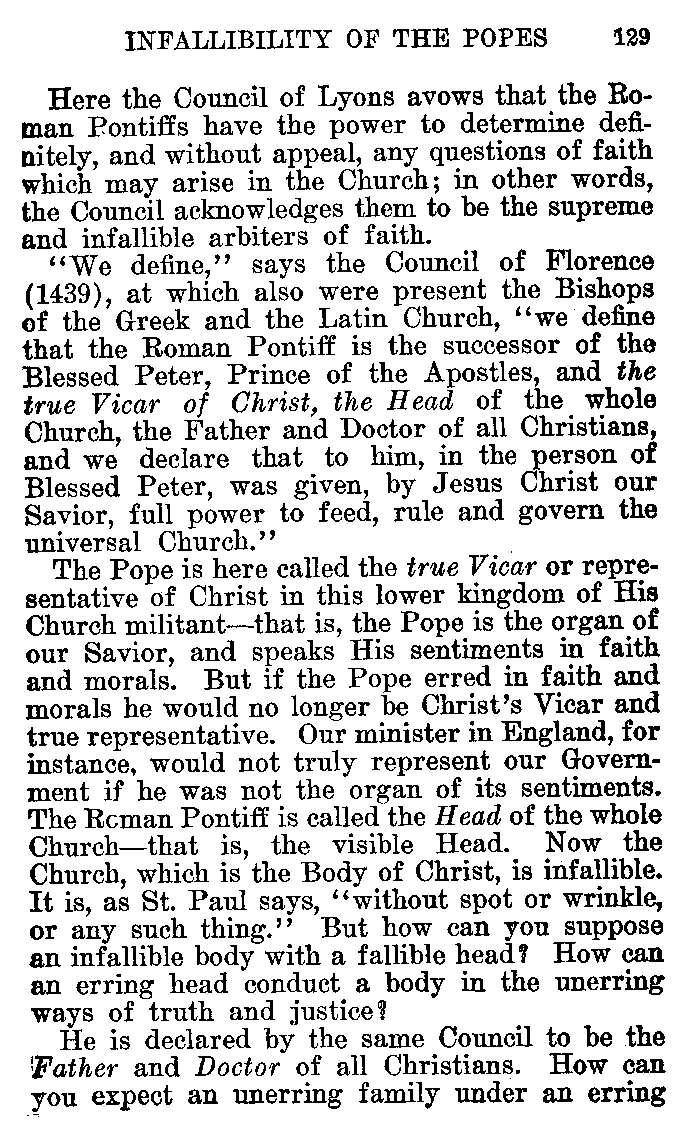 INFALLIBILITY OF THE POPES 129
Here the Council of Lyons avows that the Ro-
man Pontiffs have the power to determine defi-
nitely, and without appeal, any questions of faith
which may arise in the Church; in other words,
the Council acknowledges them to be the supreme
and infallible arbiters of faith.
"We define," says the Council of Florence
(1439), at which also were present the Bishops
of the Greek and the Latin Church, "we define
that the Roman Pontiff is the successor of the
Blessed Peter, Prince of the Apostles, and the
true Vicar of Christ, the Head of the whole
Church, the Father and Doctor of all Christians,
and we declare that to him, in the person of
Blessed Peter, was given, by Jesus Christ our
Savior, full power to feed, rule and govern the
universal Church."
The Pope is here called the true Vicar or repre-
sentative of Christ in this lower kingdom of His
Church militant—that is, the Pope is the organ of
our Savior, and speaks His sentiments in faith
and morals. But if the Pope erred in faith and
morals he would no longer be Christ's Vicar and
true representative. Our minister in England, for
instance, would not truly represent our Govern-
ment if he was not the organ of its sentiments.
The Roman Pontiff is called the Head of the whole
Church—that is, the visible Head. Now the
Church, which is the Body of Christ, is infallible.
It is, as St. Paul says, "without spot or wrinkle,
or any such thing." But how can you suppose
an infallible body with a fallible head? How can
an erring head conduct a body in the unerring
ways of truth and justice?
He is declared by the same Council to be the
Father and Doctor of all Christians. How can
you expect an unerring family under an erring